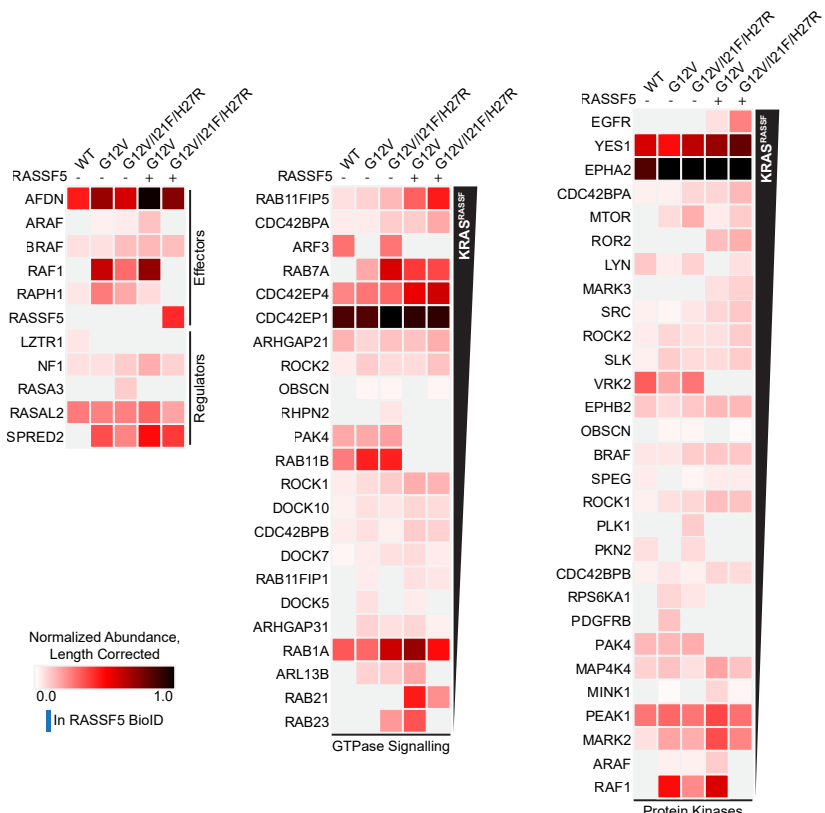 WT
G12V
G12V/I21F/H27R
G12V
G12V/I21F/H27R
RASSF5 - - - + +
AFDN
ARAF
BRAF
RAF1
RAPH1
RASSF5
LZTR1
NF1
RASA3
RASAL2
SPRED2
Effectors
Regulators
Normalized Abundance,
Length Corrected
0.0 1.0
In RASSF5 BioID
WT
G12V
G12V/I21F/H27R
G12V
G12V/I21F/H27R
RASSF5 - - - + +
RAB11FIP5
CDC42BPA
ARF3
RAB7A
CDC42EP4
CDC42EP1
ARHGAP21
ROCK2
OBSCN
RHPN2
PAK4
RAB11B
ROCK1
DOCK10
CDC42BPB
DOCK7
RAB11FIP1
DOCK5
ARHGAP31
RAB1A
ARL13B
RAB21
RAB23
KRAS^RASSF
GTPase Signalling
WT
G12V
G12V/I21F/H27R
G12V
G12V/I21F/H27R
RASSF5 - - - + +
EGFR
YES1
EPHA2
CDC42BPA
MTOR
ROR2
LYN
MARK3
SRC
ROCK2
SLK
VRK2
EPHB2
OBSCN
BRAF
SPEG
ROCK1
PLK1
PKN2
CDC42BPB
RPS6KA1
PDGFRB
PAK4
MAP4K4
MINK1
PEAK1
MARK2
ARAF
RAF1
KRAS^RASSF
Protein Kinases